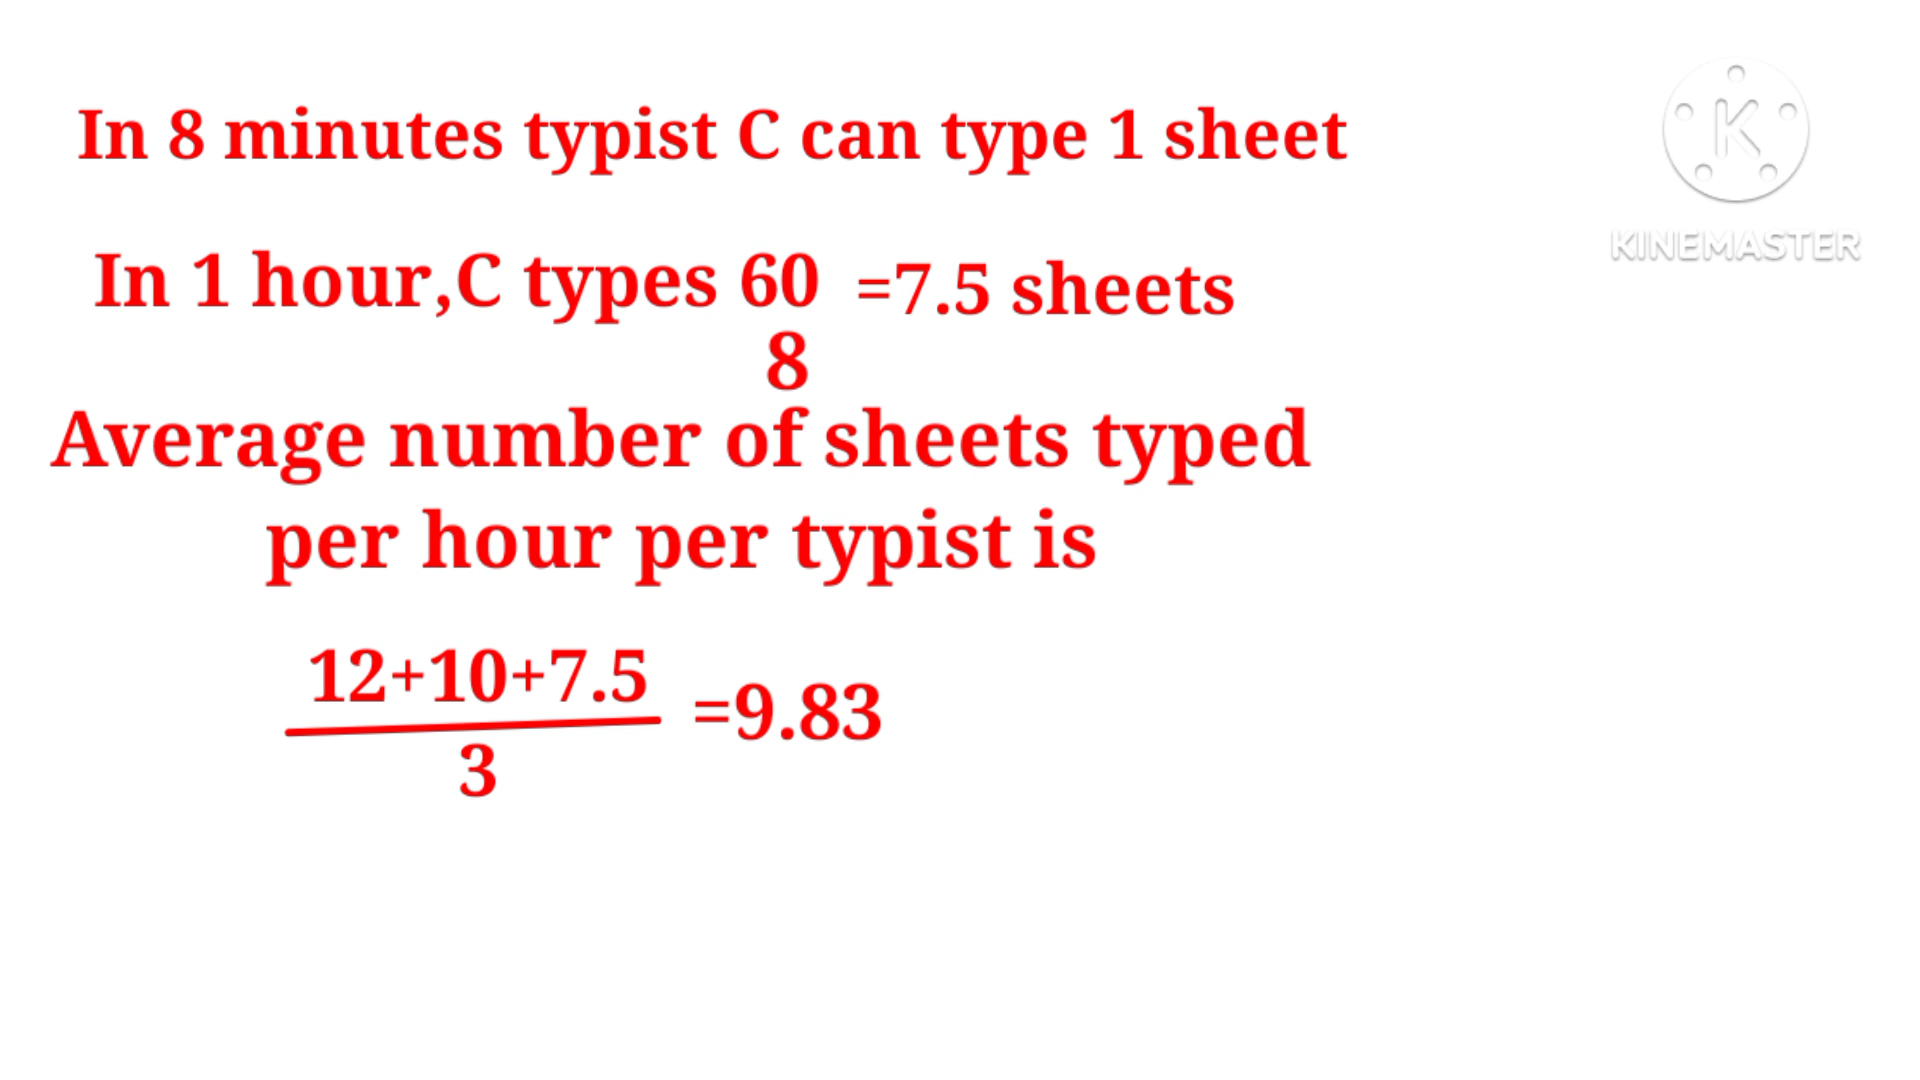 In 8 minutes typist C can type 1 sheet
K
KINEMASTER
In 1 hour,C types 60 =7.5 sheets
8
Average number of sheets typed
per hour per typist is
12+10+7.5
=9.83
3